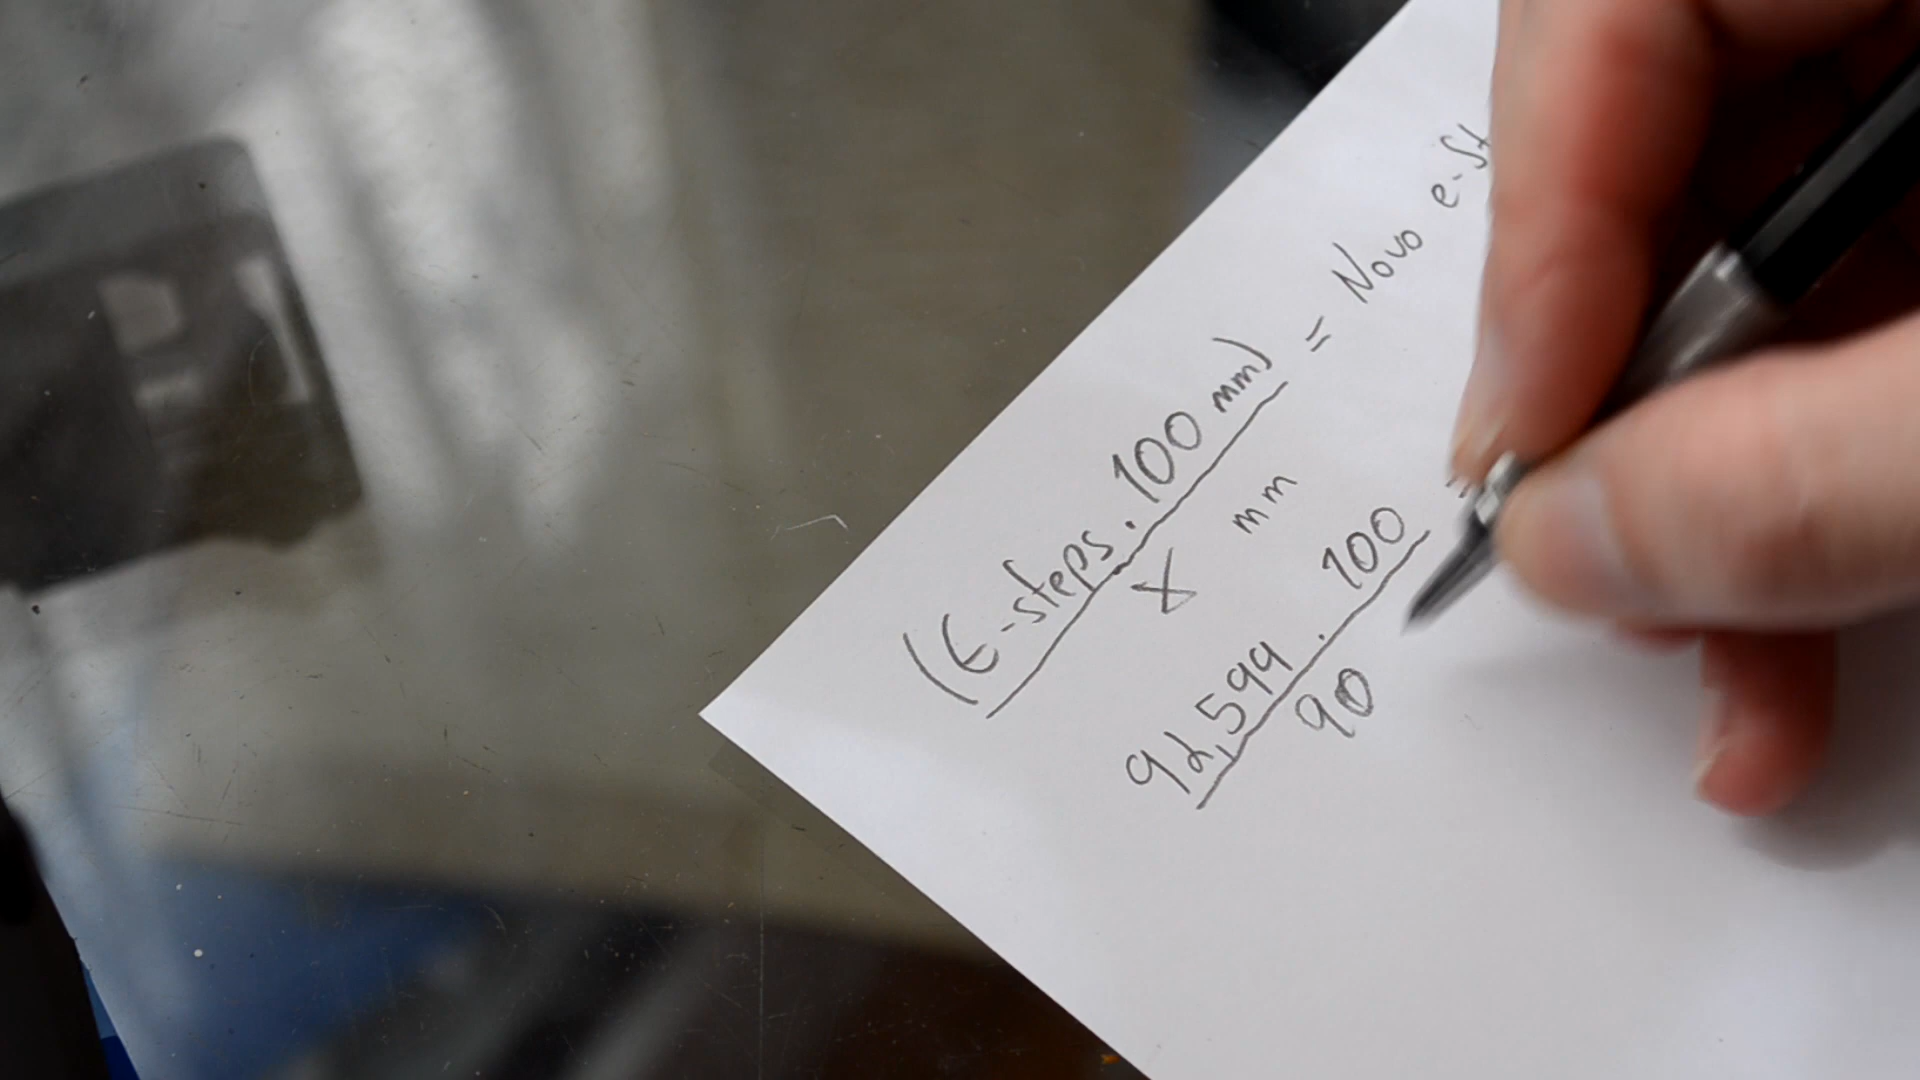 (E-steps . 100 mm) = Novo e-st
X mm
92,599 . 100 =
90